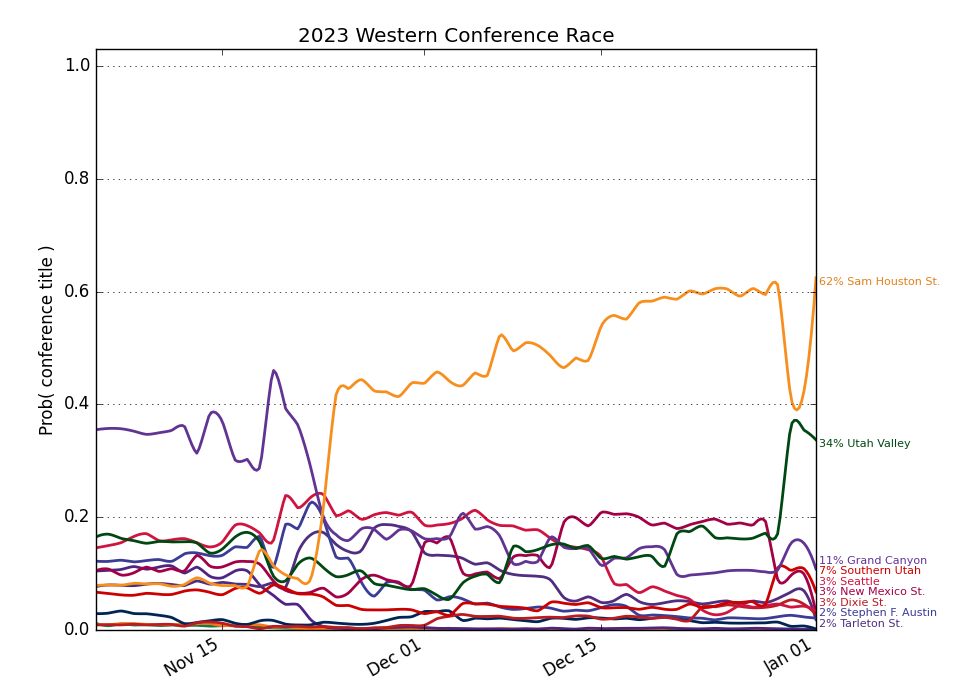 2023 Western Conference Race
1.0
0.8
0.6
0.4
0.2
0.0
Prob( conference title )
62% Sam Houston St.
34% Utah Valley
11% Grand Canyon
7% Southern Utah
3% Seattle
3% New Mexico St.
3% Dixie St.
2% Stephen F. Austin
2% Tarleton St.
Nov 15
Dec 01
Dec 15
Jan 01